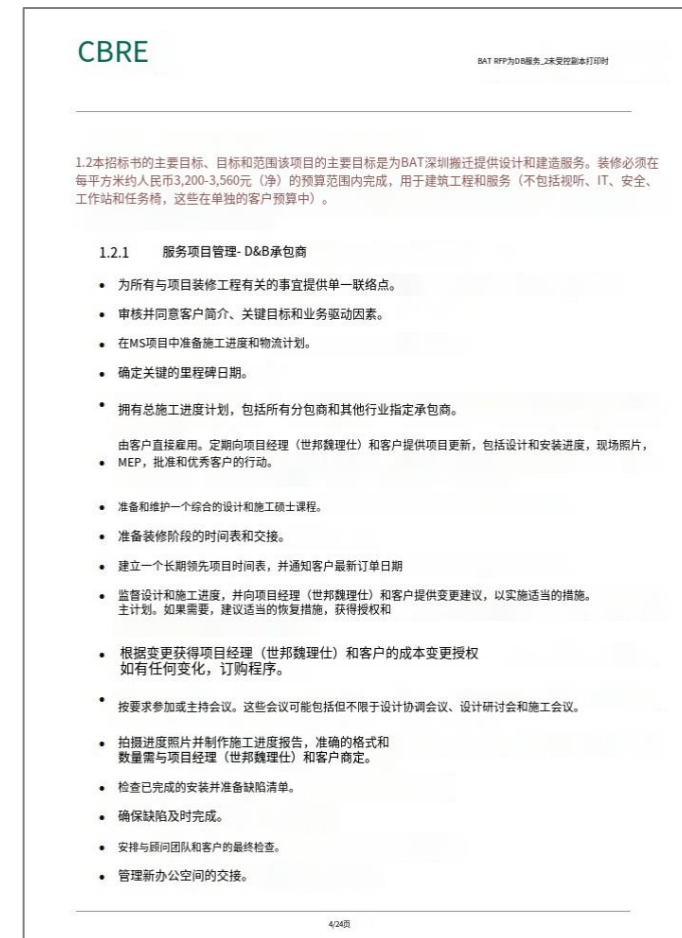 CBRE
BAT RFP为DB服务_2未受控副本打印时
1.2本招标书的主要目标、目标和范围该项目的主要目标是为BAT深圳搬迁提供设计和建造服务。装修必须在
每平方米约人民币3,200-3,560元（净）的预算范围内完成，用于建筑工程和服务（不包括视听、IT、安全、
工作站和任务椅，这些在单独的客户预算中）。
1.2.1 服务项目管理- D&B承包商
• 为所有与项目装修工程有关的事宜提供单一联络点。
• 审核并同意客户简介、关键目标和业务驱动因素。
• 在MS项目中准备施工进度和物流计划。
• 确定关键的里程碑日期。
• 拥有总施工进度计划，包括所有分包商和其他行业指定承包商。
由客户直接雇用。定期向项目经理（世邦魏理仕）和客户提供项目更新，包括设计和安装进度，现场照片，
• MEP，批准和优秀客户的行动。
• 准备和维护一个综合的设计和施工硕士课程。
• 准备装修阶段的时间表和交接。
• 建立一个长期领先项目时间表，并通知客户最新订单日期
• 监督设计和施工进度，并向项目经理（世邦魏理仕）和客户提供变更建议，以实施适当的措施。
主计划。如果需要，建议适当的恢复措施，获得授权和
• 根据变更获得项目经理（世邦魏理仕）和客户的成本变更授权
如有任何变化，订购程序。
• 按要求参加或主持会议。这些会议可能包括但不限于设计协调会议、设计研讨会和施工会议。
• 拍摄进度照片并制作施工进度报告，准确的格式和
数量需与项目经理（世邦魏理仕）和客户商定。
• 检查已完成的安装并准备缺陷清单。
• 确保缺陷及时完成。
• 安排与顾问团队和客户的最终检查。
• 管理新办公空间的交接。
4/24页